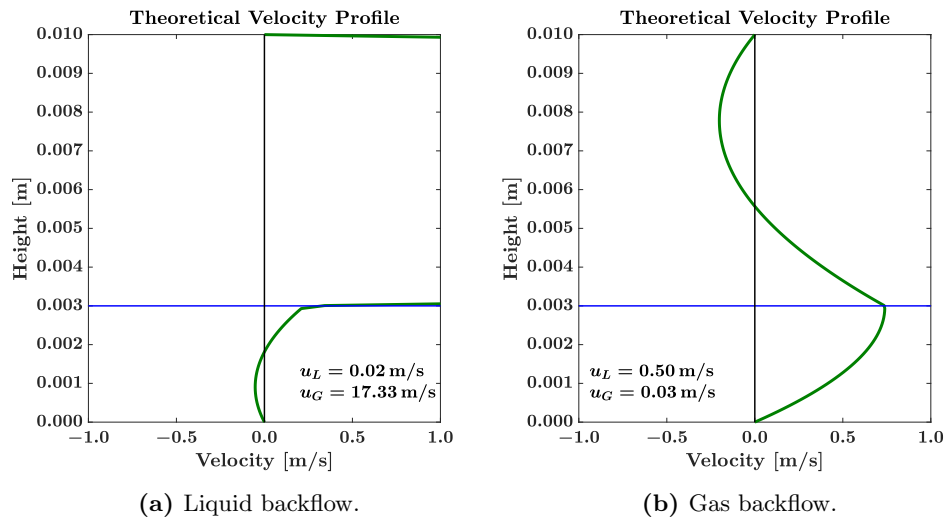 Theoretical Velocity Profile
0.010
0.009
0.008
0.007
0.006
0.005
0.004
0.003
0.002
0.001
0.000
Height [m]
u_L = 0.02 m/s
u_G = 17.33 m/s
−1.0 −0.5 0.0 0.5 1.0
Velocity [m/s]
(a) Liquid backflow.
Theoretical Velocity Profile
0.010
0.009
0.008
0.007
0.006
0.005
0.004
0.003
0.002
0.001
0.000
Height [m]
u_L = 0.50 m/s
u_G = 0.03 m/s
−1.0 −0.5 0.0 0.5 1.0
Velocity [m/s]
(b) Gas backflow.